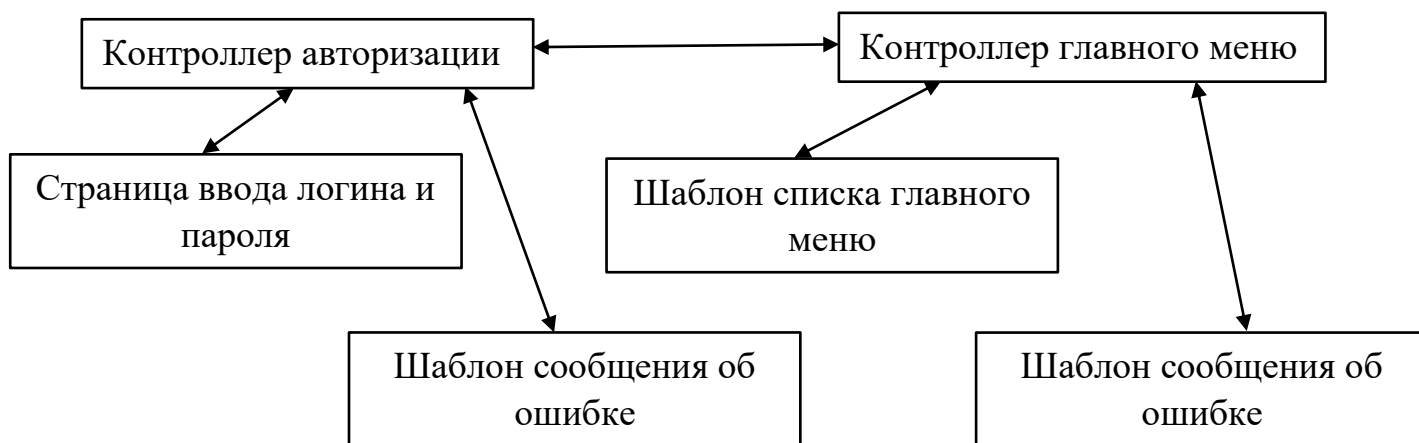 Контроллер авторизации
Контроллер главного меню
Страница ввода логина и
пароля
Шаблон списка главного
меню
Шаблон сообщения об
ошибке
Шаблон сообщения об
ошибке